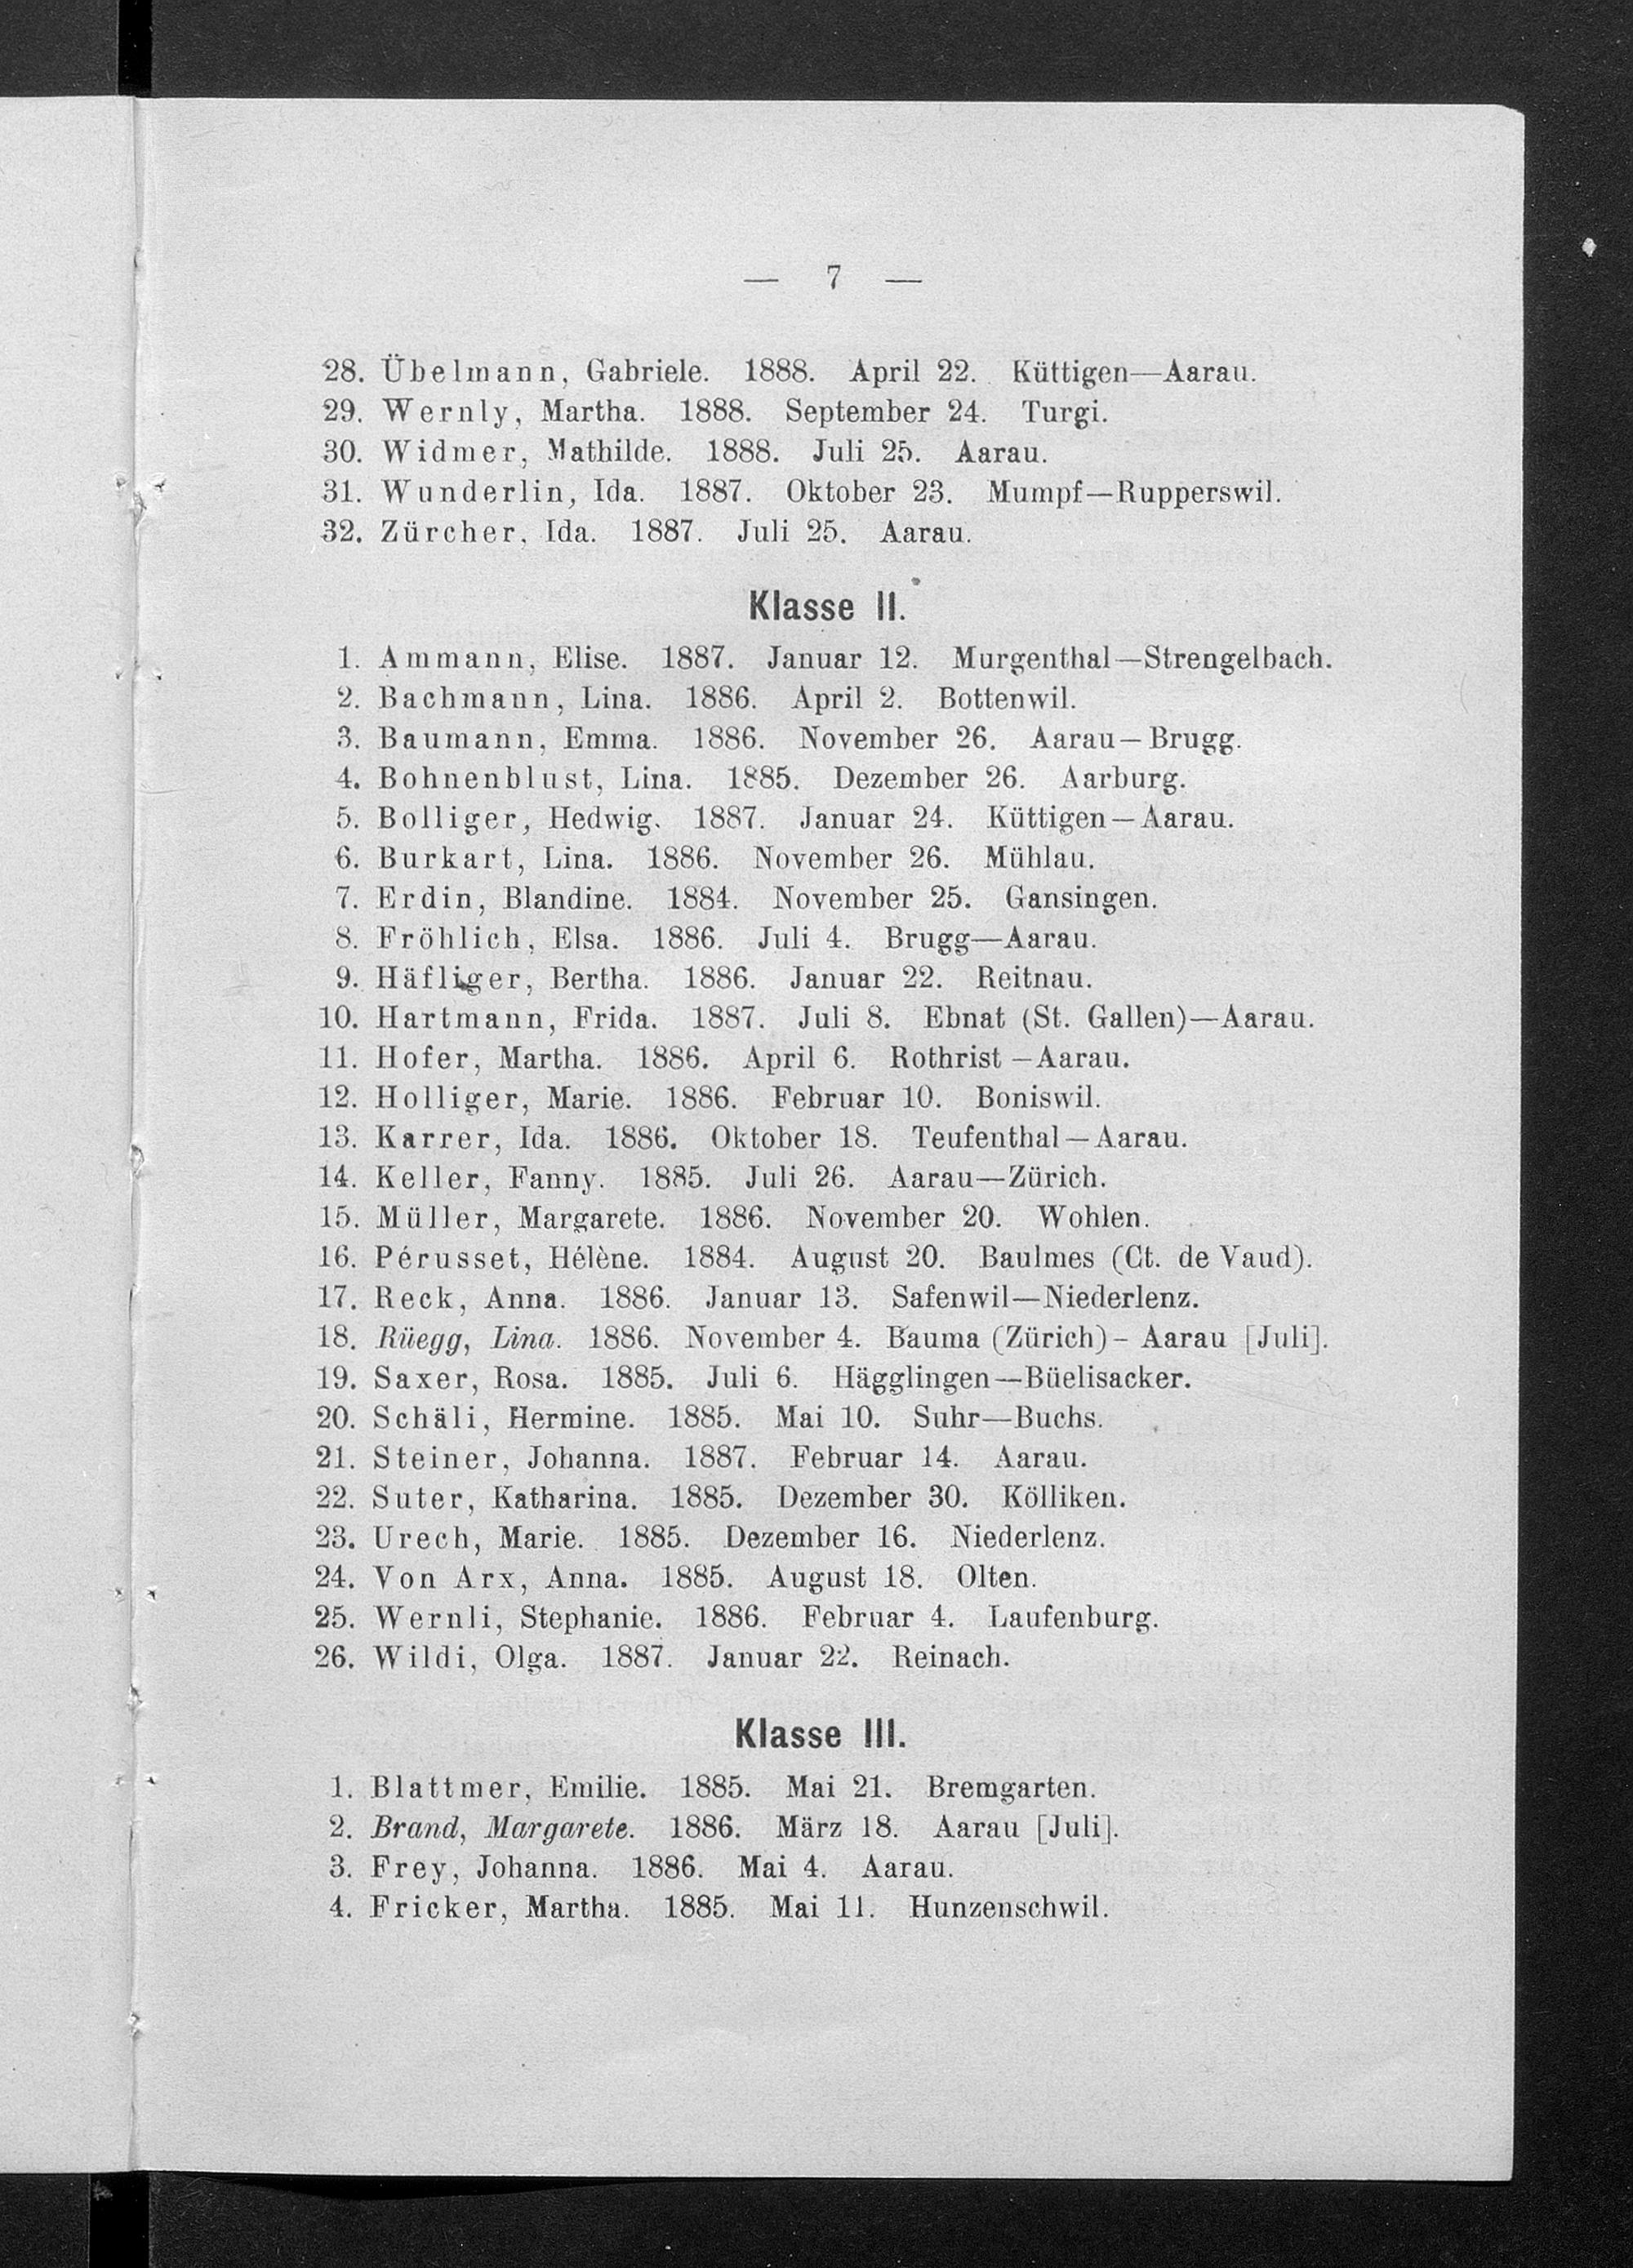 — 7 —
28. Übelmann, Gabriele. 1888. April 22. Küttigen—Aarau.
29. Wernly, Martha. 1888. September 24. Turgi.
30. Widmer, Mathilde. 1888. Juli 25. Aarau.
31. Wunderlin, Ida. 1887. Oktober 23. Mumpf—Rupperswil.
32. Zürcher, Ida. 1887. Juli 25. Aarau.
Klasse II.
1. Ammann, Elise. 1887. Januar 12. Murgenthal—Strengelbach.
2. Bachmann, Lina. 1886. April 2. Bottenwil.
3. Baumann, Emma. 1886. November 26. Aarau—Brugg.
4. Bohnenblust, Lina. 1885. Dezember 26. Aarburg.
5. Bolliger, Hedwig. 1887. Januar 24. Küttigen—Aarau.
6. Burkart, Lina. 1886. November 26. Mühlau.
7. Erdin, Blandine. 1884. November 25. Gansingen.
8. Fröhlich, Elsa. 1886. Juli 4. Brugg—Aarau.
9. Häfliger, Bertha. 1886. Januar 22. Reitnau.
10. Hartmann, Frida. 1887. Juli 8. Ebnat (St. Gallen)—Aarau.
11. Hofer, Martha. 1886. April 6. Rothrist—Aarau.
12. Holliger, Marie. 1886. Februar 10. Boniswil.
13. Karrer, Ida. 1886. Oktober 18. Teufenthal—Aarau.
14. Keller, Fanny. 1885. Juli 26. Aarau—Zürich.
15. Müller, Margarete. 1886. November 20. Wohlen.
16. Pérusset, Hélène. 1884. August 20. Baulmes (Ct. de Vaud).
17. Reck, Anna. 1886. Januar 13. Safenwil—Niederlenz.
18. Rüegg, Lina. 1886. November 4. Bauma (Zürich)– Aarau [Juli].
19. Saxer, Rosa. 1885. Juli 6. Hägglingen—Büelisacker.
20. Schäli, Hermine. 1885. Mai 10. Suhr—Buchs.
21. Steiner, Johanna. 1887. Februar 14. Aarau.
22. Suter, Katharina. 1885. Dezember 30. Kölliken.
23. Urech, Marie. 1885. Dezember 16. Niederlenz.
24. Von Arx, Anna. 1885. August 18. Olten.
25. Wernli, Stephanie. 1886. Februar 4. Laufenburg.
26. Wildi, Olga. 1887. Januar 22. Reinach.
Klasse III.
1. Blattmer, Emilie. 1885. Mai 21. Bremgarten.
2. Brand, Margarete. 1886. März 18. Aarau [Juli].
3. Frey, Johanna. 1886. Mai 4. Aarau.
4. Fricker, Martha. 1885. Mai 11. Hunzenschwil.